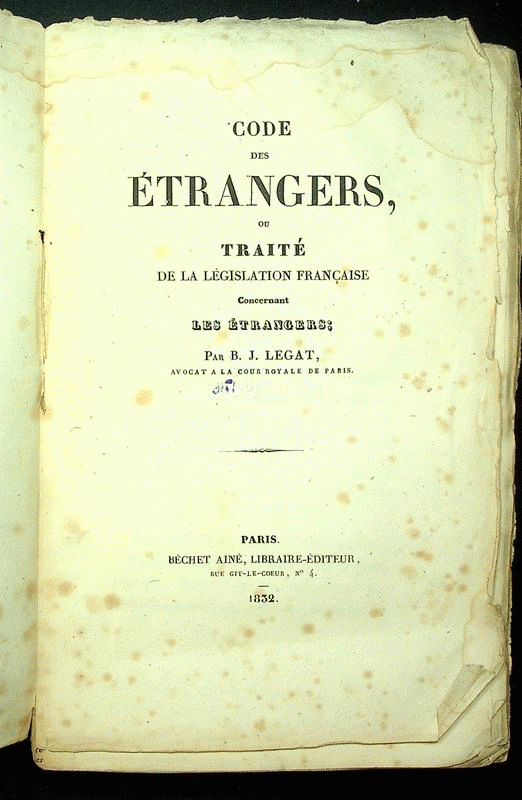 CODE
DES
ÉTRANGERS,
OU
TRAITÉ
DE LA LÉGISLATION FRANÇAISE
Concernant
LES ÉTRANGERS;
PAR B. J. LEGAT,
AVOCAT A LA COUR ROYALE DE PARIS.
PARIS.
BÉCHET AINÉ, LIBRAIRE-ÉDITEUR,
RUE GIT-LE-COEUR, Nº 4.
1832.